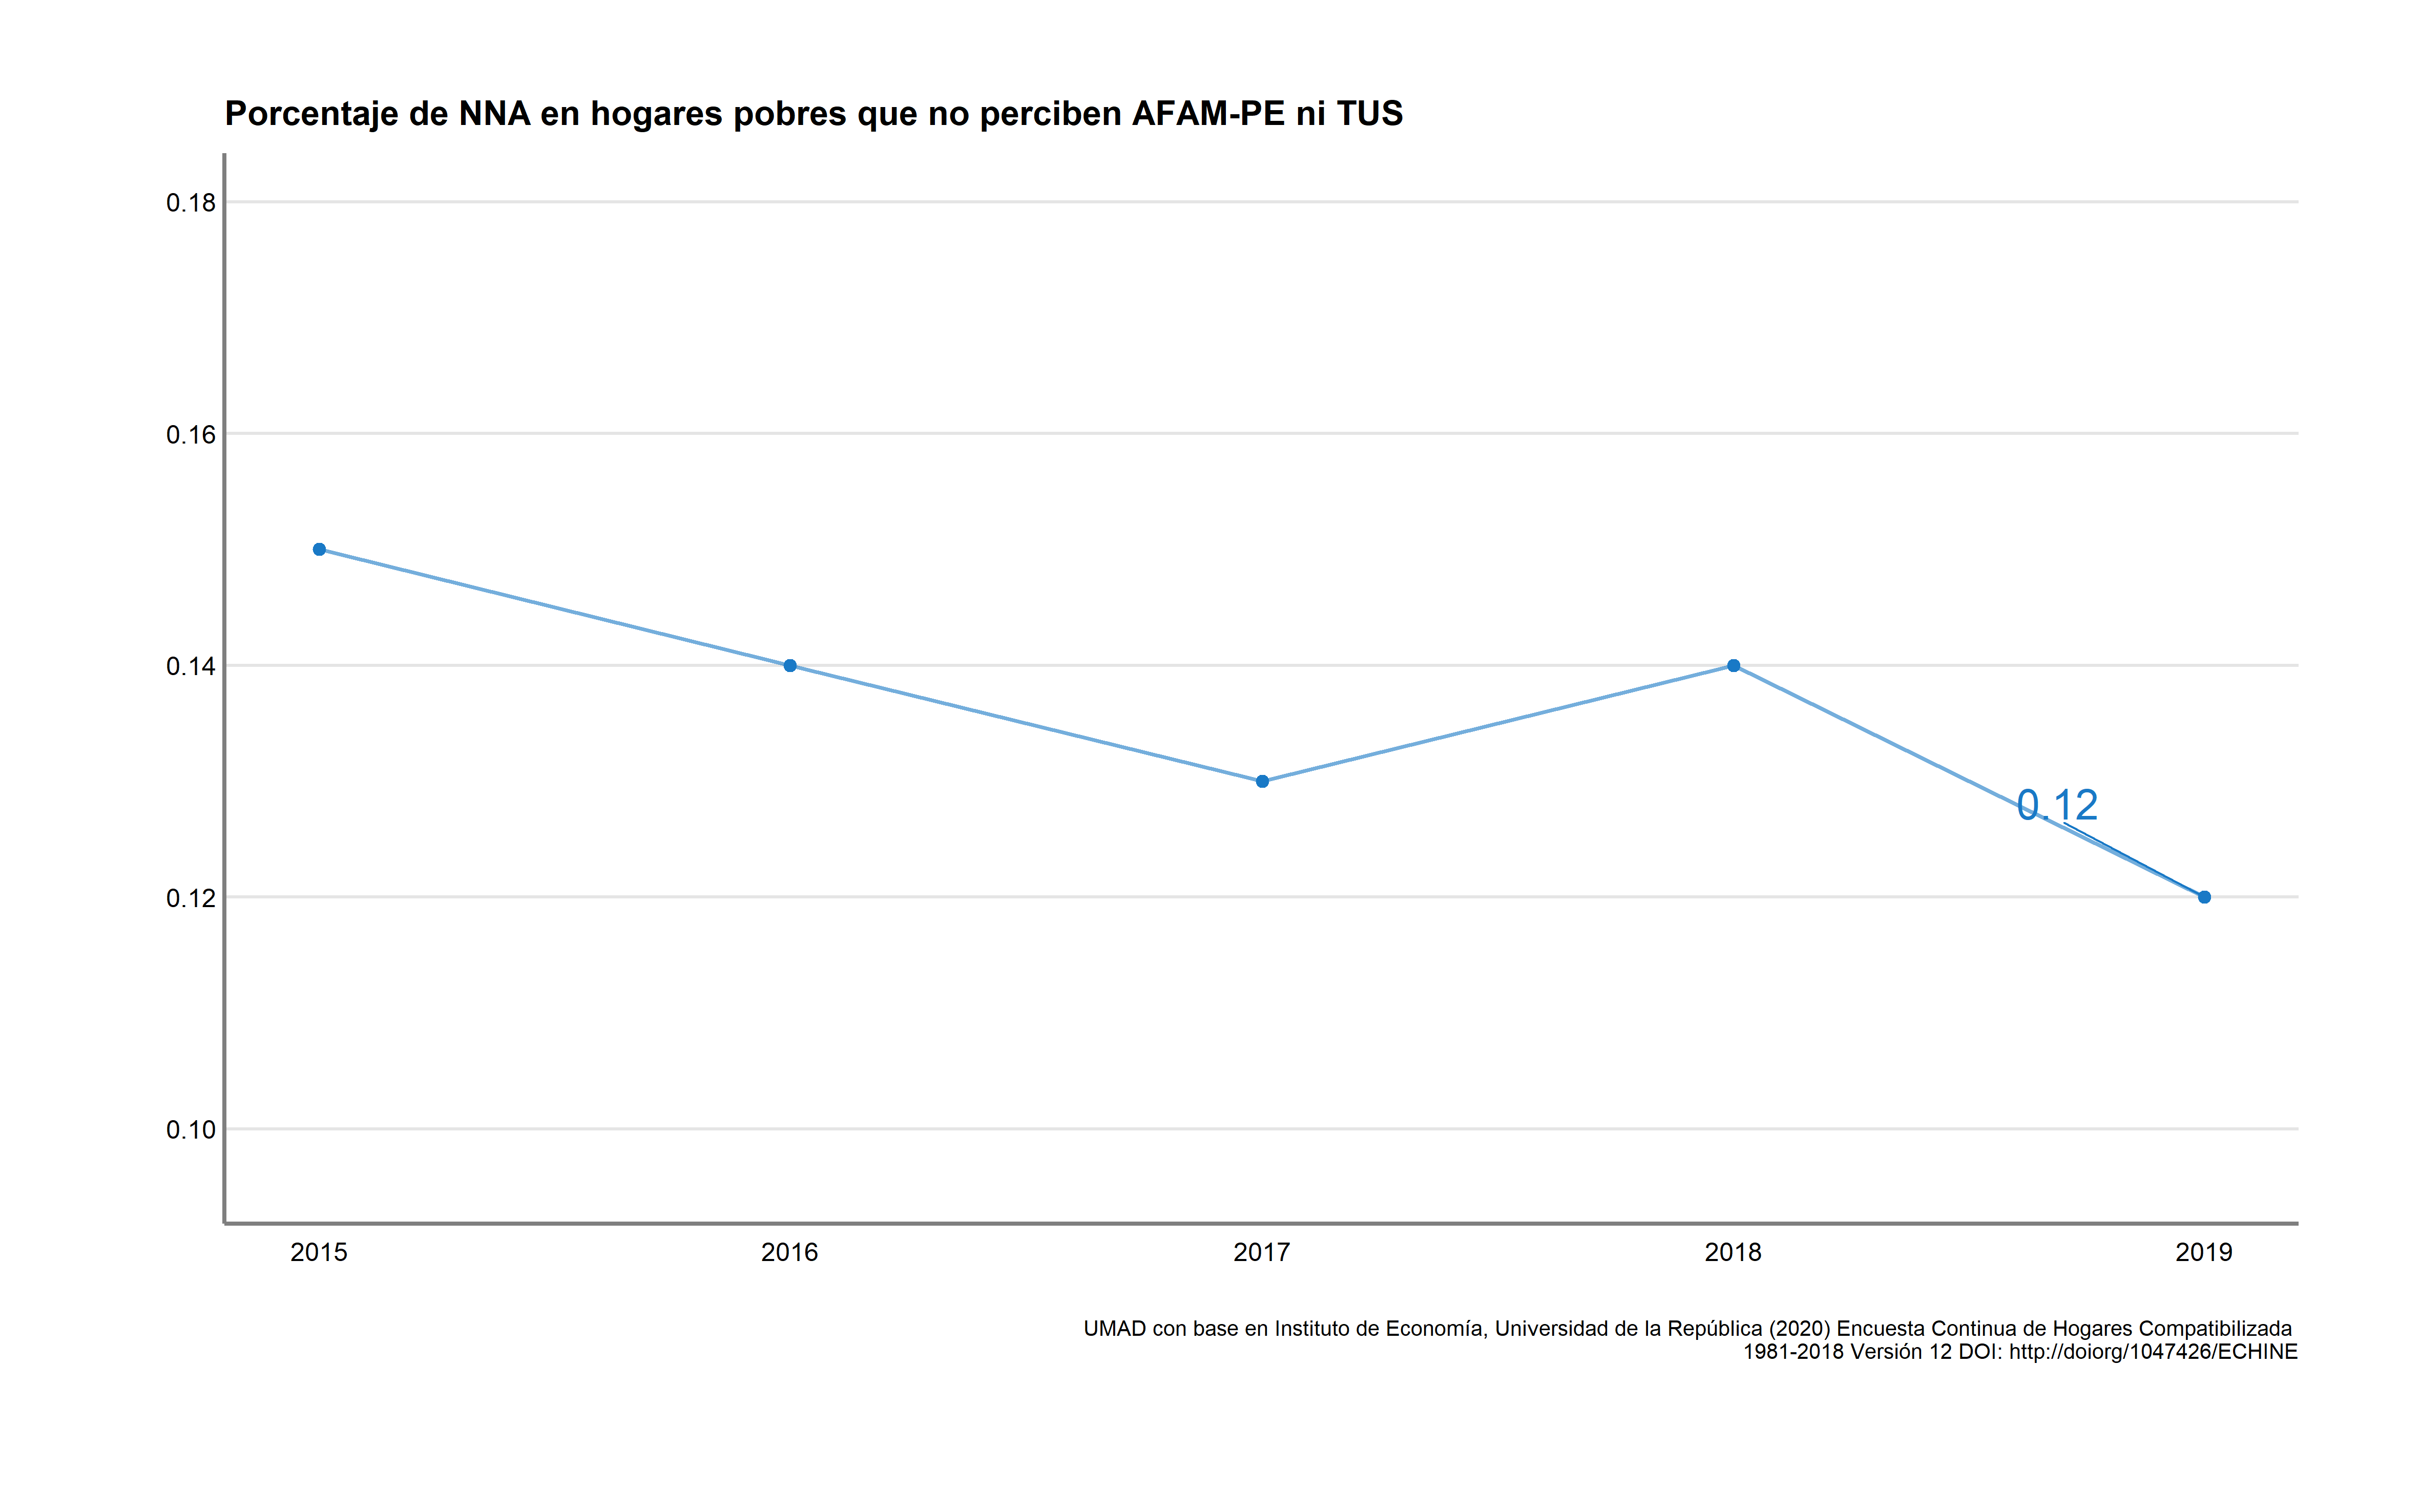 Porcentaje de NNA en hogares pobres que no perciben AFAM-PE ni TUS
0.18
0.16
0.14
0.12
0.12
0.10
2015 2016 2017 2018 2019
UMAD con base en Instituto de Economía, Universidad de la República (2020) Encuesta Continua de Hogares Compatibilizada
1981-2018 Versión 12 DOI: http://doiorg/1047426/ECHINE